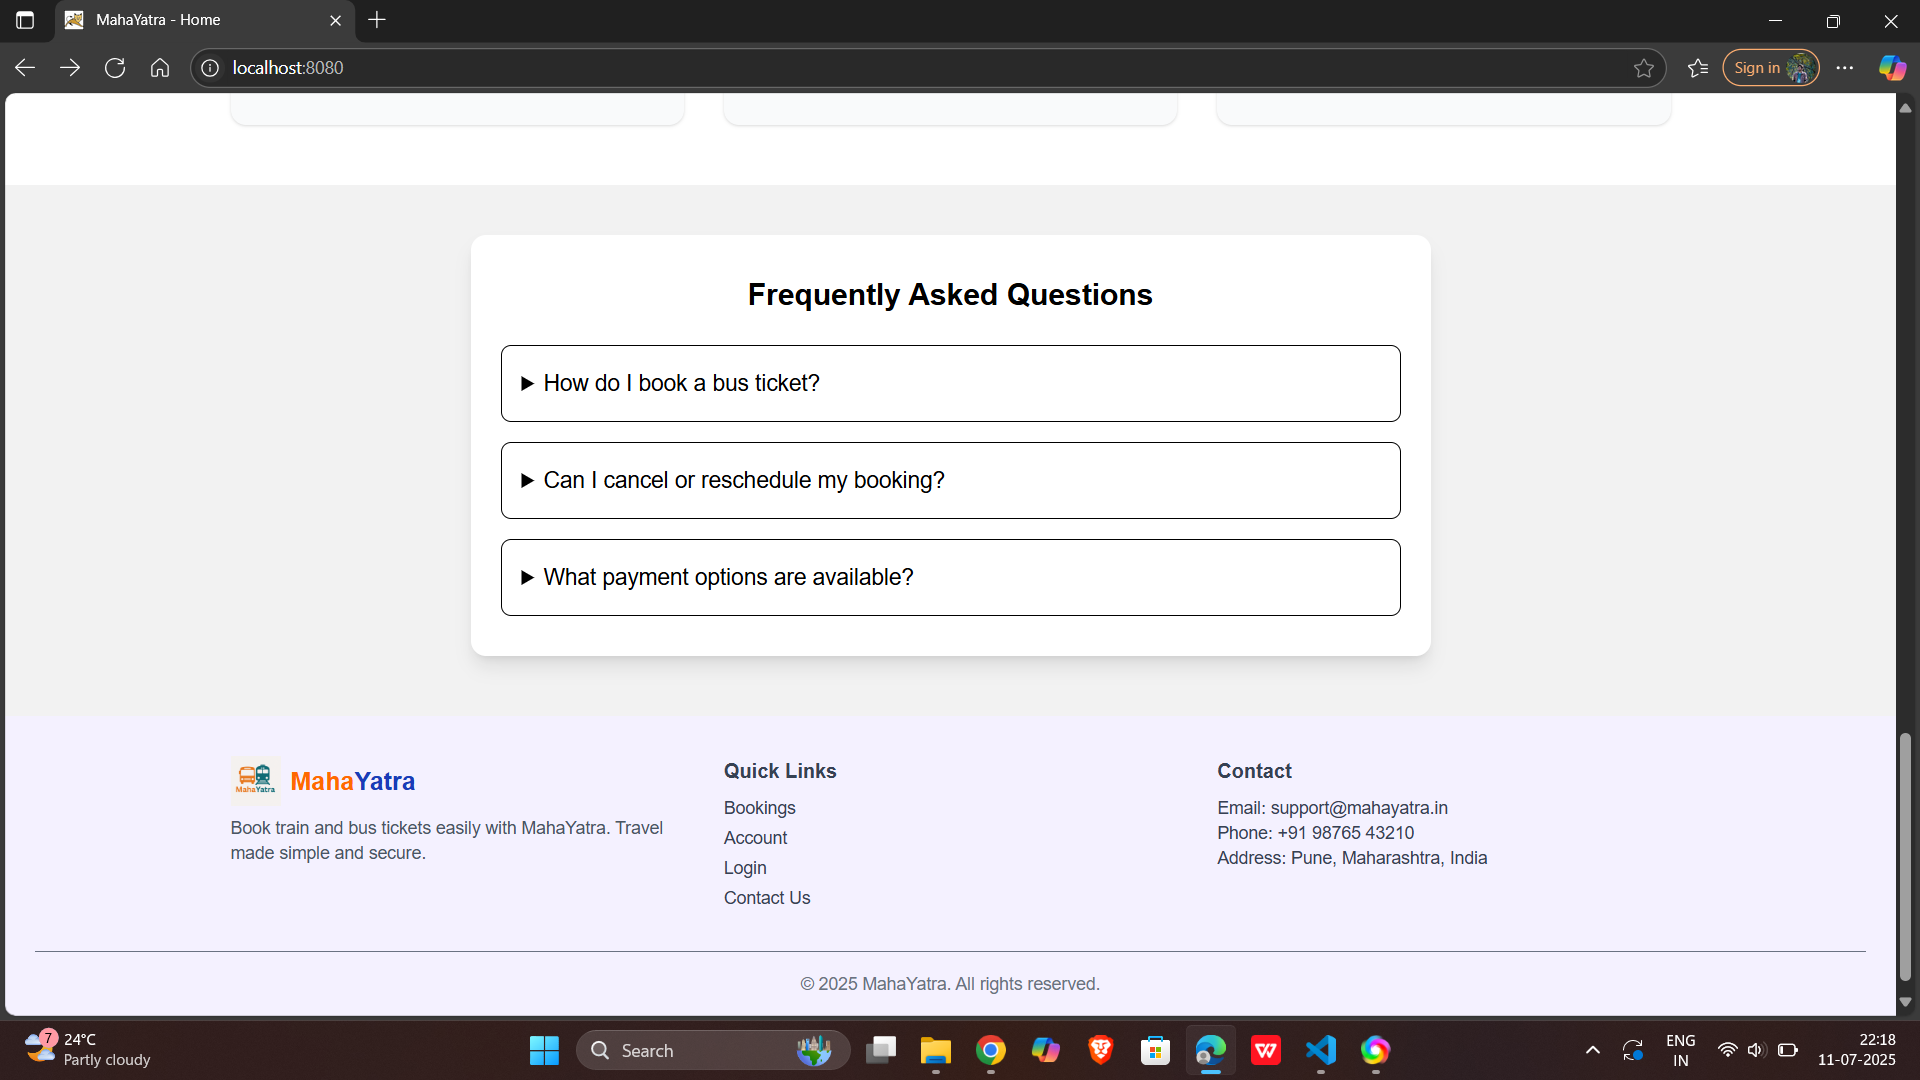 MahaYatra - Home
localhost:8080
Sign in
Frequently Asked Questions
How do I book a bus ticket?
Can I cancel or reschedule my booking?
What payment options are available?
MahaYatra
MahaYatra
Book train and bus tickets easily with MahaYatra. Travel
made simple and secure.
Quick Links
Bookings
Account
Login
Contact Us
Contact
Email: support@mahayatra.in
Phone: +91 98765 43210
Address: Pune, Maharashtra, India
© 2025 MahaYatra. All rights reserved.
7
24°C
Partly cloudy
Search
ENG
IN
22:18
11-07-2025